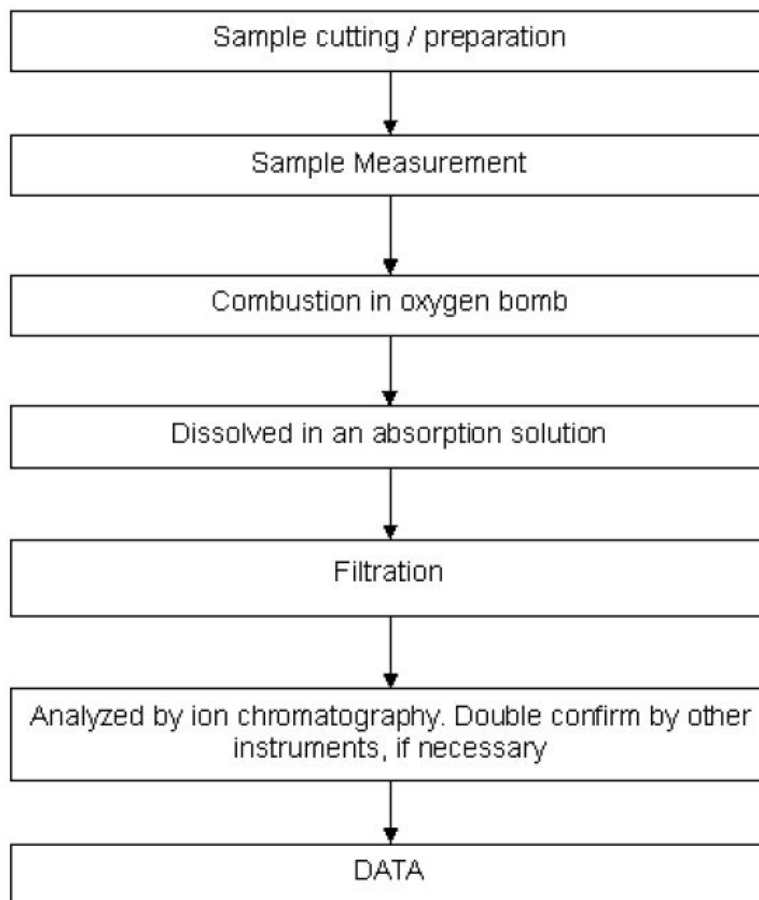 Sample cutting / preparation
Sample Measurement
Combustion in oxygen bomb
Dissolved in an absorption solution
Filtration
Analyzed by ion chromatography. Double confirm by other
instruments, if necessary
DATA